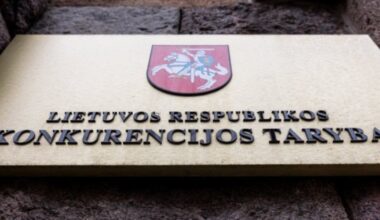 LIETUVOS RESPUBLIKOS
KONKURENCIJOS TARYBA